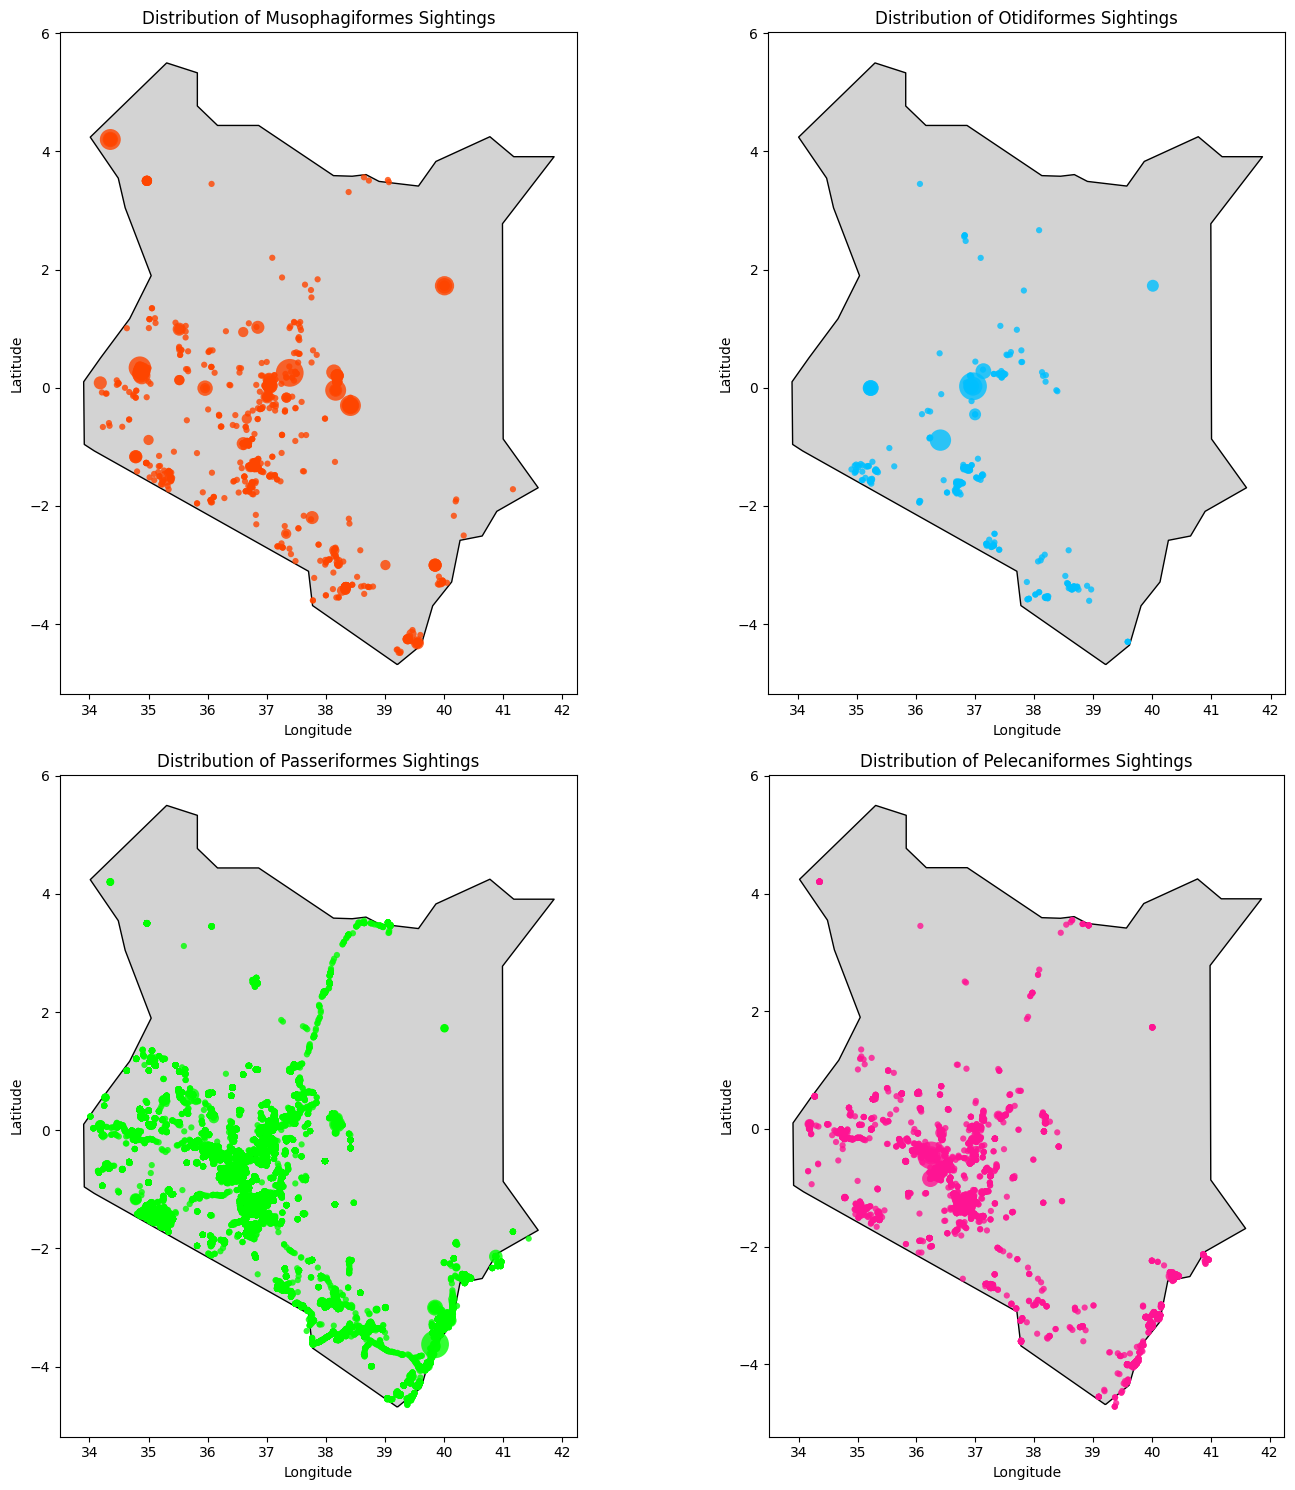 Distribution of Musophagiformes Sightings
6
4
2
0
−2
−4
Latitude
34 35 36 37 38 39 40 41 42
Longitude
Distribution of Otidiformes Sightings
6
4
2
0
−2
−4
Latitude
34 35 36 37 38 39 40 41 42
Longitude
Distribution of Passeriformes Sightings
6
4
2
0
−2
−4
Latitude
34 35 36 37 38 39 40 41 42
Longitude
Distribution of Pelecaniformes Sightings
6
4
2
0
−2
−4
Latitude
34 35 36 37 38 39 40 41 42
Longitude